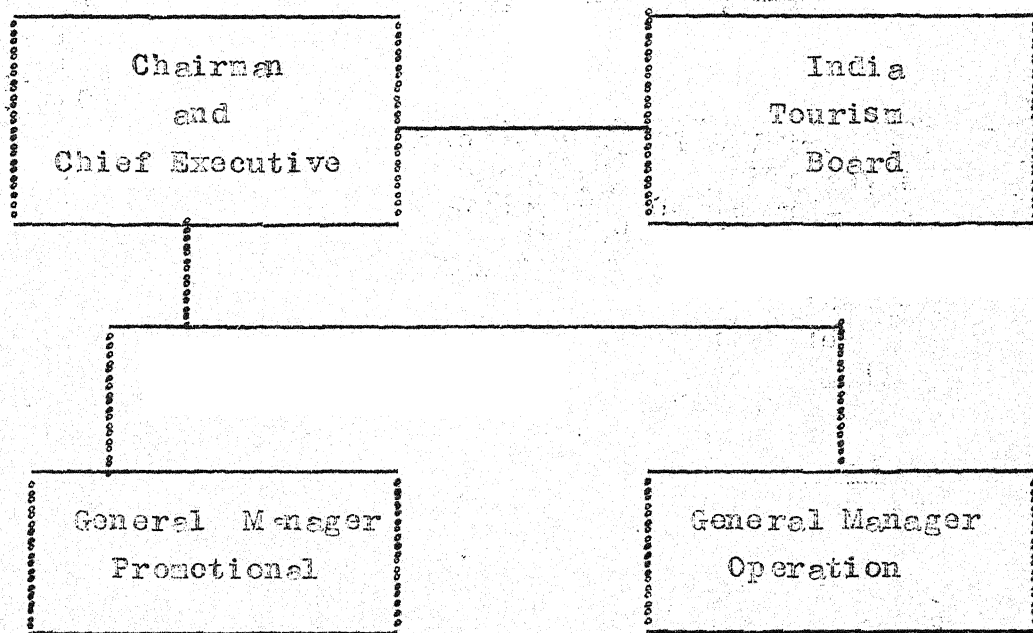 Chairman
and
Chief Executive
India
Tourism
Board
General Manager
Promotional
General Manager
Operation